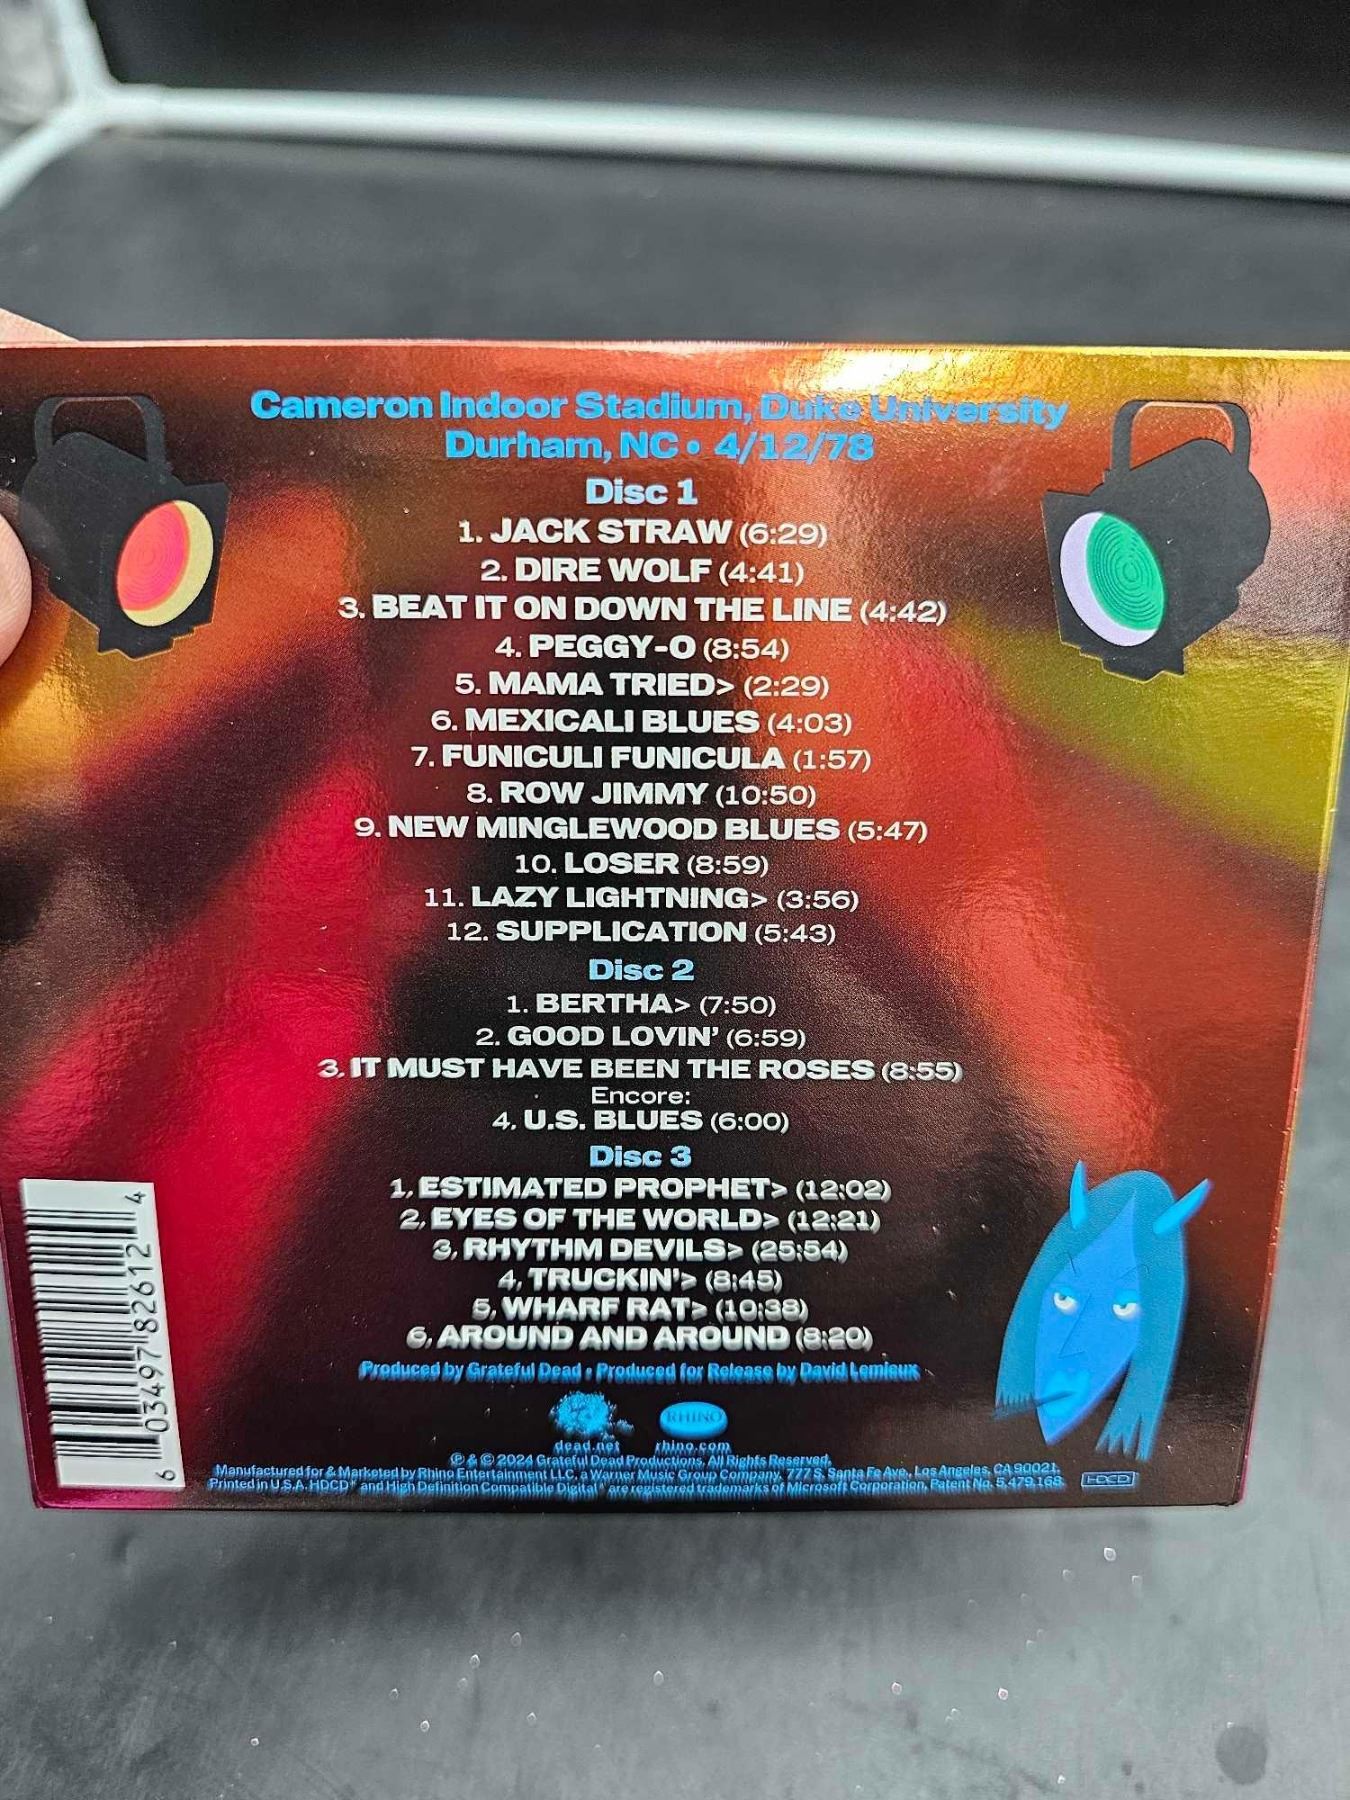 Cameron Indoor Stadium, Duke University
Durham, NC • 4/12/78
Disc 1
1. JACK STRAW (6:29)
2. DIRE WOLF (4:41)
3. BEAT IT ON DOWN THE LINE (4:42)
4. PEGGY-O (8:54)
5. MAMA TRIED> (2:29)
6. MEXICALI BLUES (4:03)
7. FUNICULI FUNICULA (1:57)
8. ROW JIMMY (10:50)
9. NEW MINGLEWOOD BLUES (5:47)
10. LOSER (8:59)
11. LAZY LIGHTNING> (3:56)
12. SUPPLICATION (5:43)
Disc 2
1. BERTHA> (7:50)
2. GOOD LOVIN' (6:59)
3. IT MUST HAVE BEEN THE ROSES (8:55)
Encore:
4. U.S. BLUES (6:00)
Disc 3
1. ESTIMATED PROPHET> (12:02)
2. EYES OF THE WORLD> (12:21)
3. RHYTHM DEVILS> (25:54)
4. TRUCKIN'> (8:45)
5. WHARF RAT> (10:38)
6. AROUND AND AROUND (8:20)
Produced by Grateful Dead • Produced for Release by David Lemieux
RHINO
dead.net rhino.com
℗ & © 2024 Grateful Dead Productions, All Rights Reserved.
Manufactured for & Marketed by Rhino Entertainment LLC, a Warner Music Group Company, 777 S. Santa Fe Ave., Los Angeles, CA 90021.
Printed in U.S.A. HDCD® and High Definition Compatible Digital® are registered trademarks of Microsoft Corporation, Patent No. 5,479,168.
HDCD
6 03497 82612 4